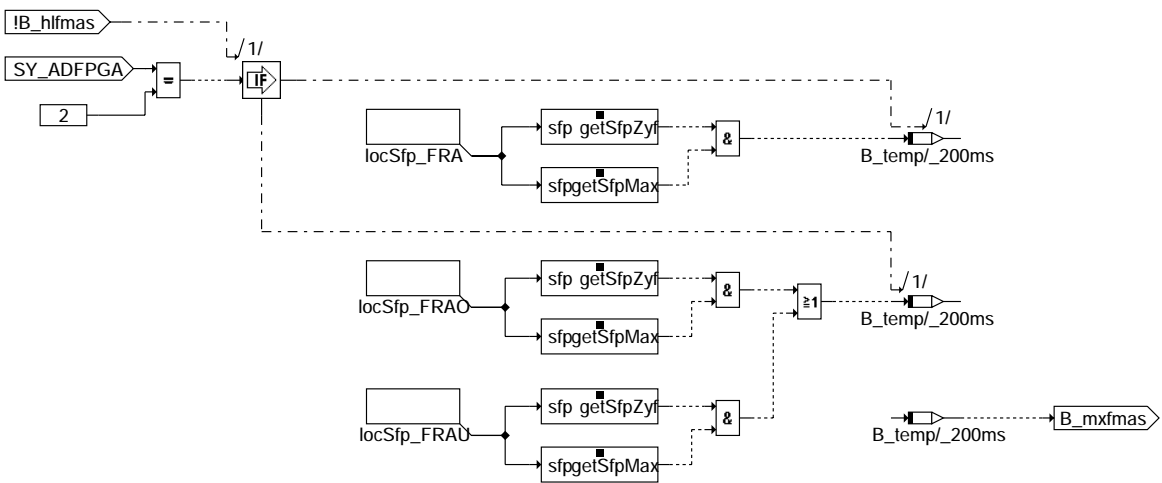 !B_hlfmas
1/
SY_ADFPGA
=
IF
2
1/
sfp getSfpZyf
&
locSfp_FRA
B_temp/_200ms
sfpgetSfpMax
1/
sfp getSfpZyf
&
≥1
locSfp_FRAO
B_temp/_200ms
sfpgetSfpMax
sfp getSfpZyf
&
B_mxfmas
locSfp_FRAU
B_temp/_200ms
sfpgetSfpMax